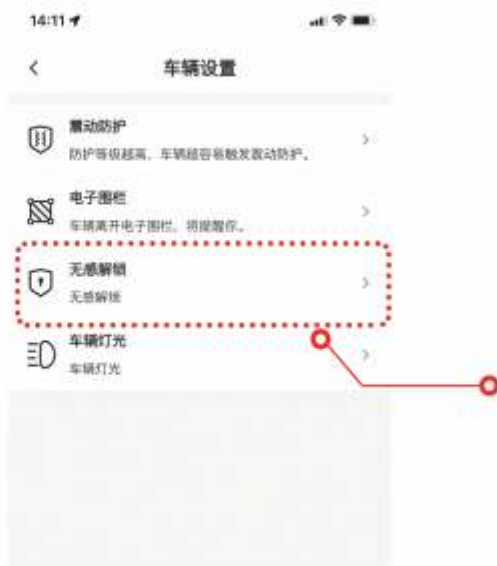 14:11
车辆设置
震动防护
防护等级越高，车辆越容易触发震动防护。
电子围栏
车辆离开电子围栏，将提醒你。
无感解锁
无感解锁
车辆灯光
车辆灯光